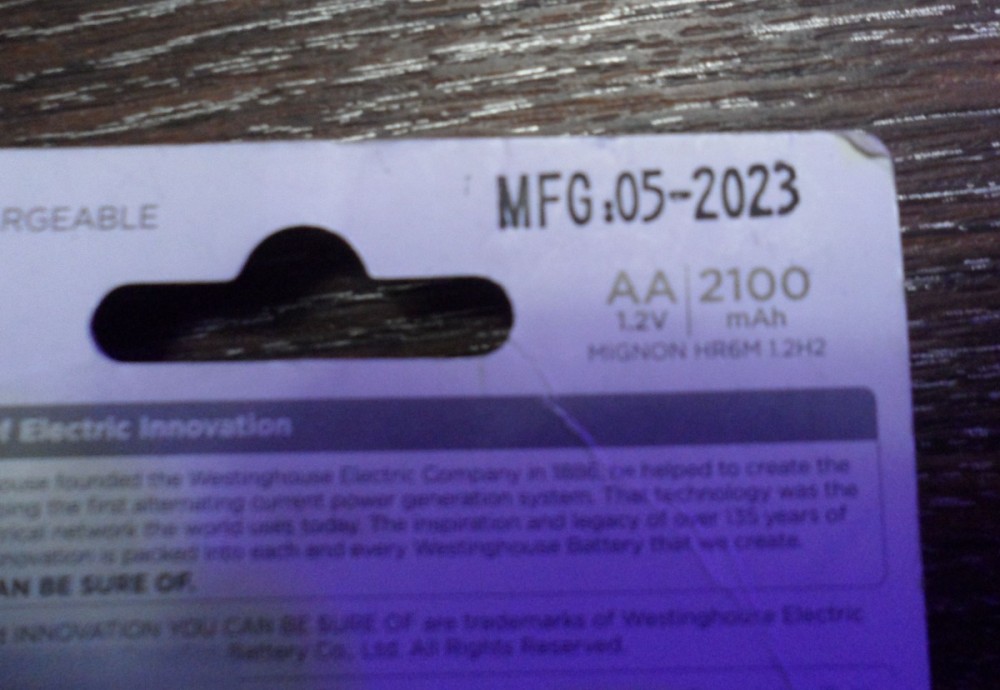 MFG:05-2023
RGEABLE
AA 2100
1.2V mAh
MIGNON HR6M 1.2H2
f Electric Innovation
ouse founded the Westinghouse Electric Company in 1886, he helped to create the
ping the first alternating current power generation system. That technology was the
rical network the world uses today. The inspiration and legacy of over 135 years of
nnovation is packed into each and every Westinghouse Battery that we create.
AN BE SURE OF.
INNOVATION YOU CAN BE SURE OF are trademarks of Westinghouse Electric
Battery Co., Ltd. All Rights Reserved.